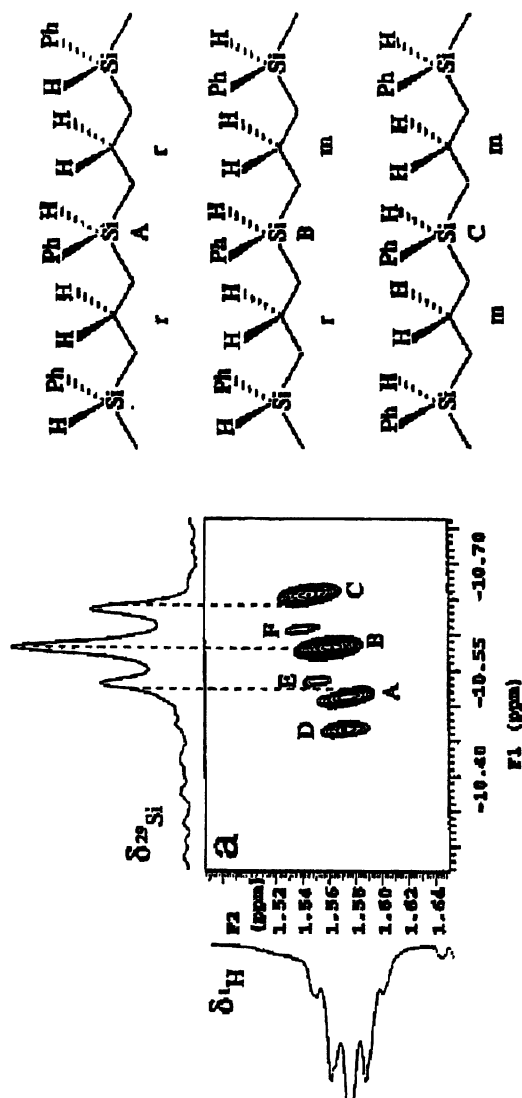 δ²⁹Si
δ¹H
a
F2
(ppm)
1.52
1.54
1.56
1.58
1.60
1.62
1.64
D
E
A
F
B
C
-10.40
-10.55
-10.70
F1 (ppm)
H Ph H H Ph H H H H Ph
Si Si Si
r A r
H Ph H H Ph H H H Ph H
Si Si Si
r B m
Ph H H H Ph H H H Ph H
Si Si Si
m C m